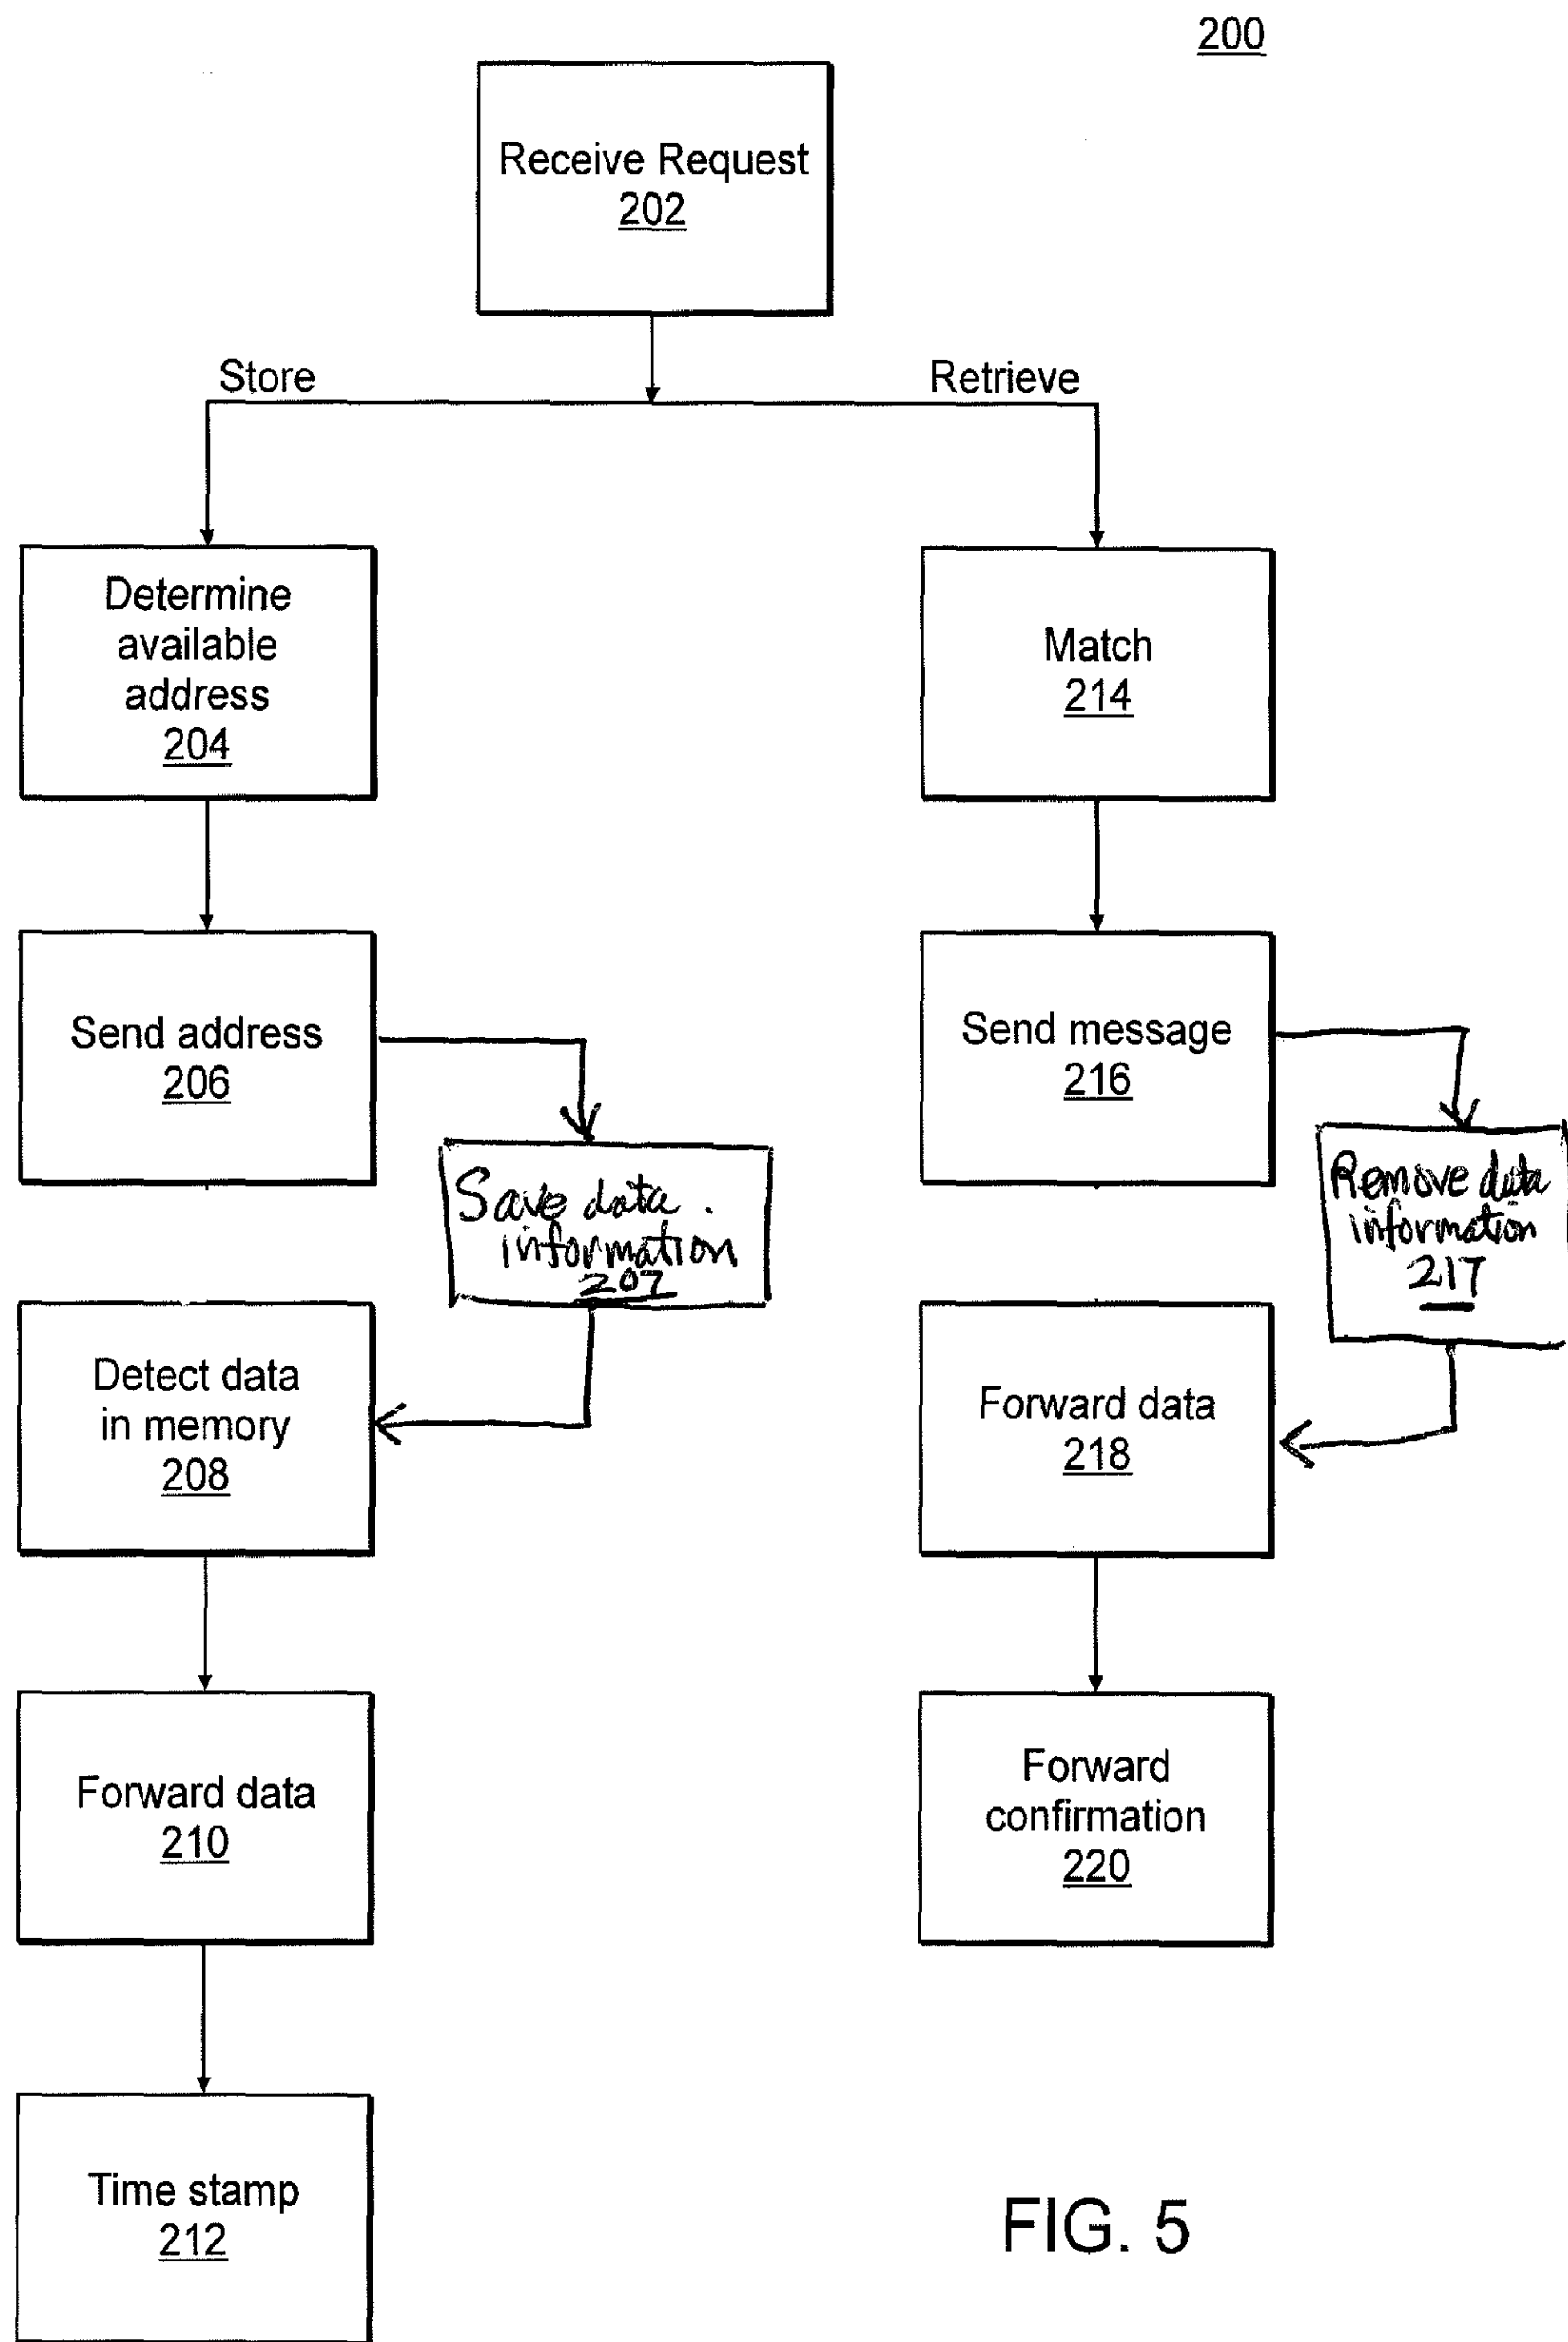 200
Receive Request
202
Store
Retrieve
Determine
available
address
204
Match
214
Send address
206
Send message
216
Save data
information
207
Remove data
information
217
Detect data
in memory
208
Forward data
218
Forward data
210
Forward
confirmation
220
Time stamp
212
FIG. 5